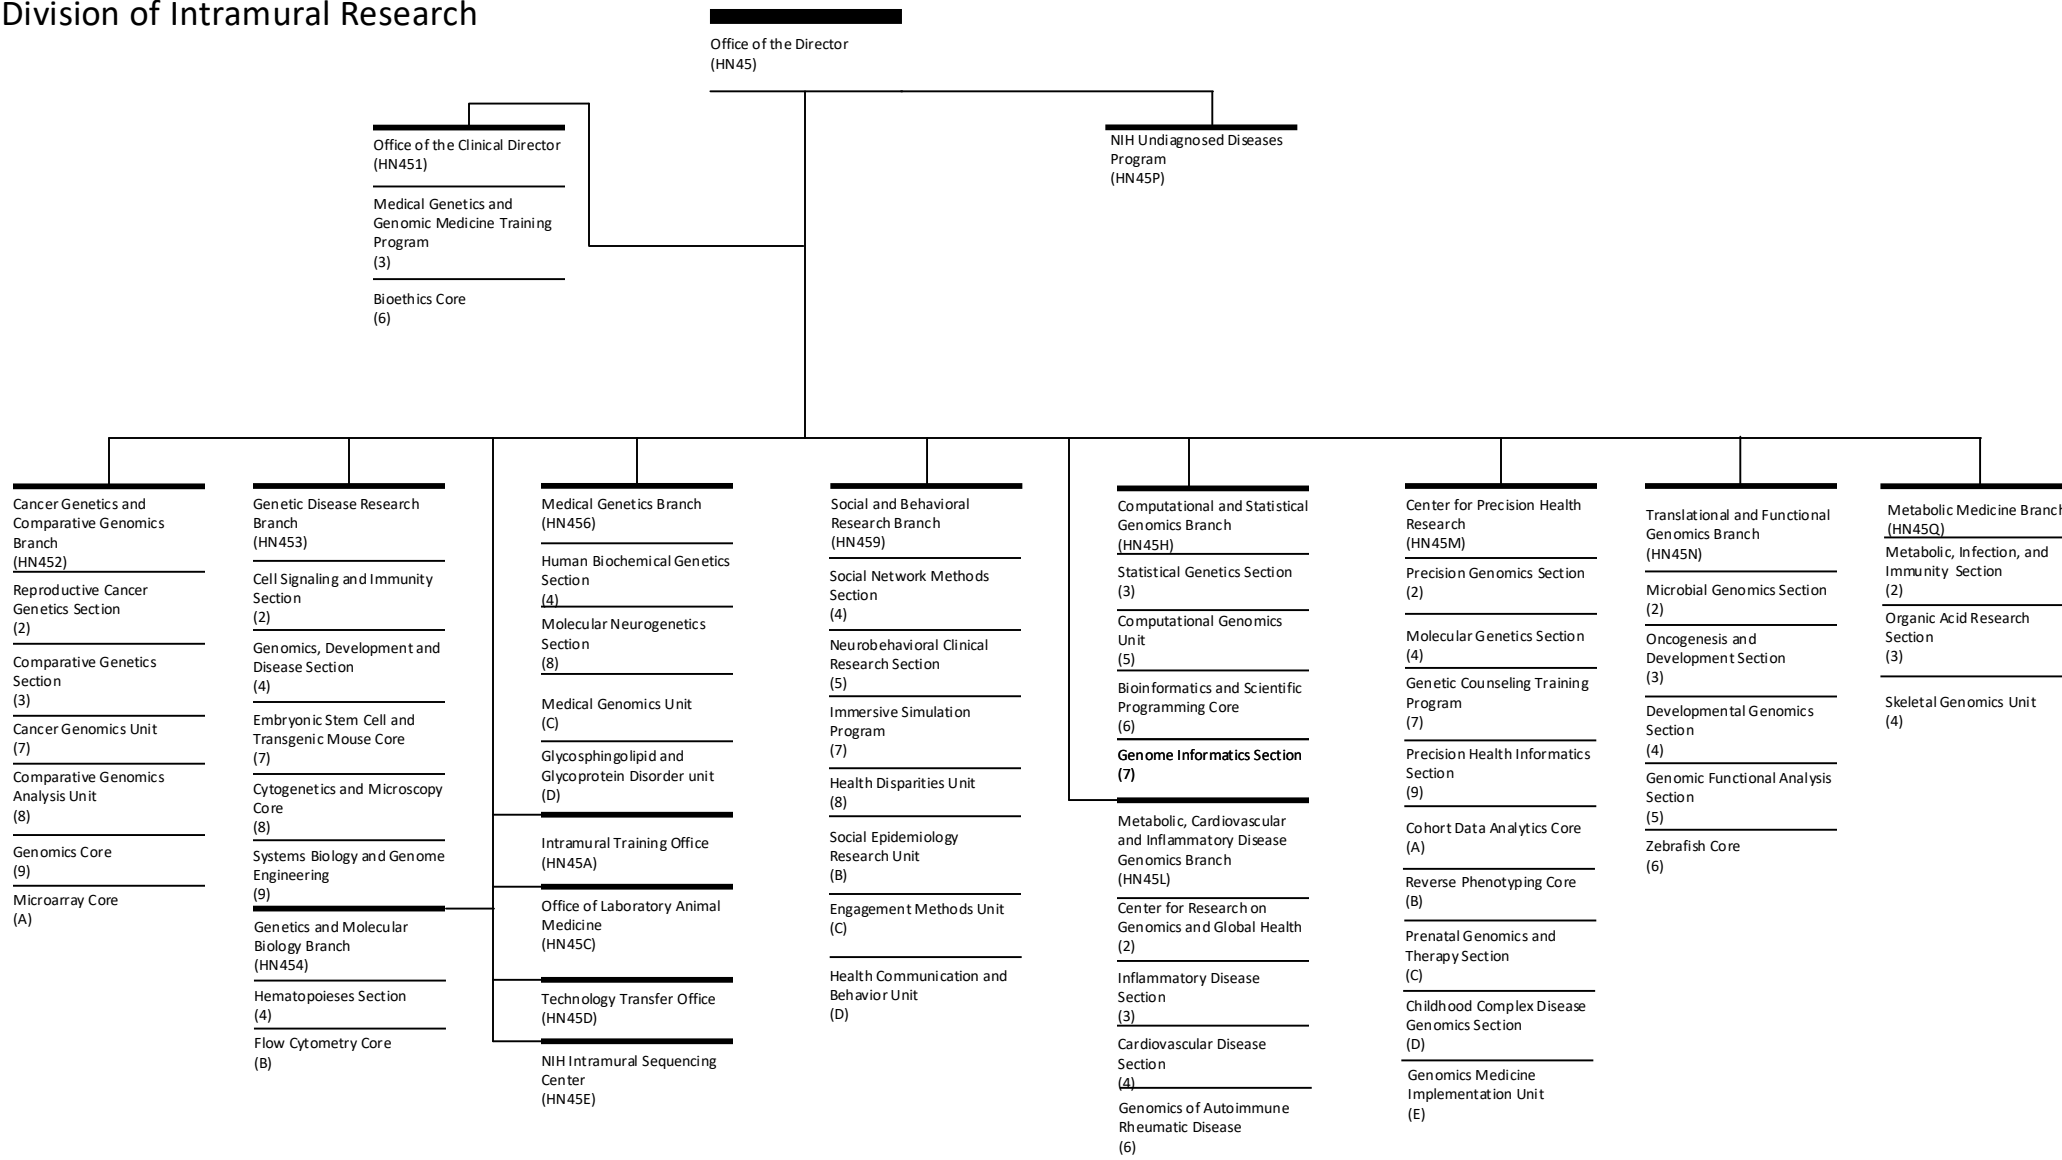 Division of Intramural Research
Office of the Director
(HN45)
Office of the Clinical Director
(HN451)
Medical Genetics and
Genomic Medicine Training
Program
(3)
Bioethics Core
(6)
NIH Undiagnosed Diseases
Program
(HN45P)
Cancer Genetics and
Comparative Genomics
Branch
(HN452)
Reproductive Cancer
Genetics Section
(2)
Comparative Genetics
Section
(3)
Cancer Genomics Unit
(7)
Comparative Genomics
Analysis Unit
(8)
Genomics Core
(9)
Microarray Core
(A)
Genetic Disease Research
Branch
(HN453)
Cell Signaling and Immunity
Section
(2)
Genomics, Development and
Disease Section
(4)
Embryonic Stem Cell and
Transgenic Mouse Core
(7)
Cytogenetics and Microscopy
Core
(8)
Systems Biology and Genome
Engineering
(9)
Genetics and Molecular
Biology Branch
(HN454)
Hematopoieses Section
(4)
Flow Cytometry Core
(B)
Medical Genetics Branch
(HN456)
Human Biochemical Genetics
Section
(4)
Molecular Neurogenetics
Section
(8)
Medical Genomics Unit
(C)
Glycosphingolipid and
Glycoprotein Disorder unit
(D)
Intramural Training Office
(HN45A)
Office of Laboratory Animal
Medicine
(HN45C)
Technology Transfer Office
(HN45D)
NIH Intramural Sequencing
Center
(HN45E)
Social and Behavioral
Research Branch
(HN459)
Social Network Methods
Section
(4)
Neurobehavioral Clinical
Research Section
(5)
Immersive Simulation
Program
(7)
Health Disparities Unit
(8)
Social Epidemiology
Research Unit
(B)
Engagement Methods Unit
(C)
Health Communication and
Behavior Unit
(D)
Computational and Statistical
Genomics Branch
(HN45H)
Statistical Genetics Section
(3)
Computational Genomics
Unit
(5)
Bioinformatics and Scientific
Programming Core
(6)
Genome Informatics Section
(7)
Metabolic, Cardiovascular
and Inflammatory Disease
Genomics Branch
(HN45L)
Center for Research on
Genomics and Global Health
(2)
Inflammatory Disease
Section
(3)
Cardiovascular Disease
Section
(4)
Genomics of Autoimmune
Rheumatic Disease
(6)
Center for Precision Health
Research
(HN45M)
Precision Genomics Section
(2)
Molecular Genetics Section
(4)
Genetic Counseling Training
Program
(7)
Precision Health Informatics
Section
(9)
Cohort Data Analytics Core
(A)
Reverse Phenotyping Core
(B)
Prenatal Genomics and
Therapy Section
(C)
Childhood Complex Disease
Genomics Section
(D)
Genomics Medicine
Implementation Unit
(E)
Translational and Functional
Genomics Branch
(HN45N)
Microbial Genomics Section
(2)
Oncogenesis and
Development Section
(3)
Developmental Genomics
Section
(4)
Genomic Functional Analysis
Section
(5)
Zebrafish Core
(6)
Metabolic Medicine Branch
(HN45Q)
Metabolic, Infection, and
Immunity Section
(2)
Organic Acid Research
Section
(3)
Skeletal Genomics Unit
(4)